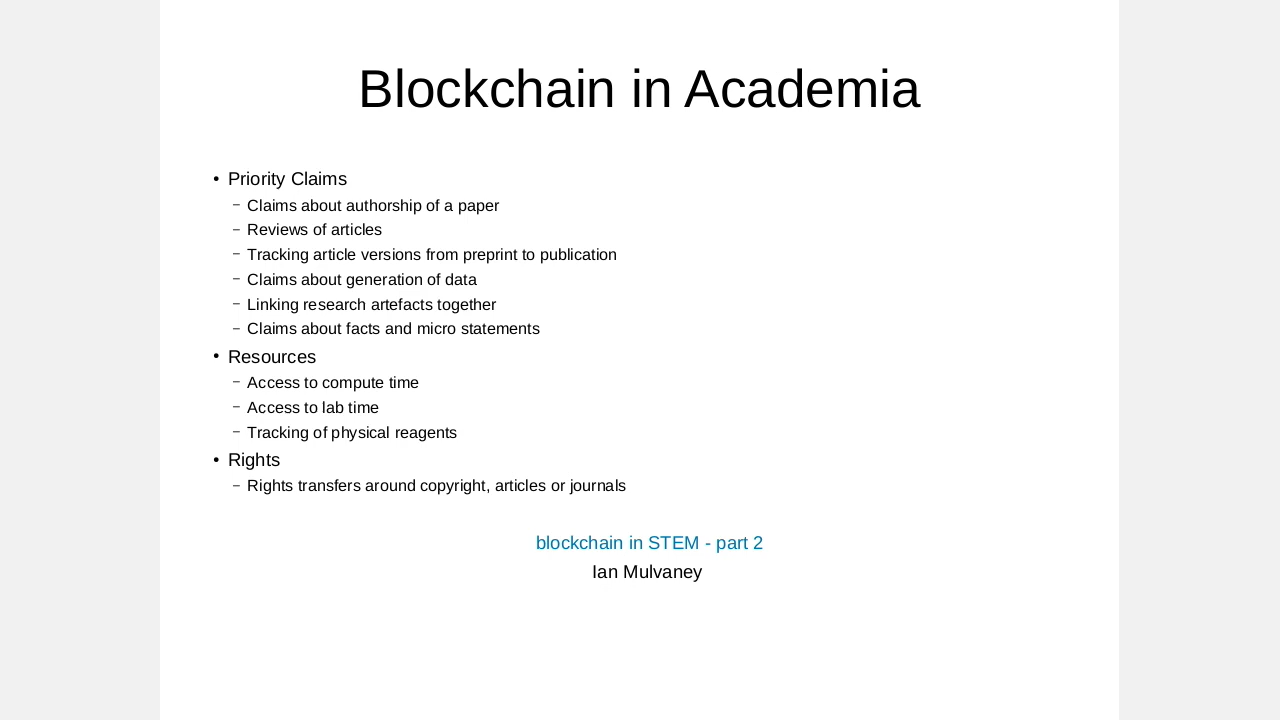 Blockchain in Academia
• Priority Claims
– Claims about authorship of a paper
– Reviews of articles
– Tracking article versions from preprint to publication
– Claims about generation of data
– Linking research artefacts together
– Claims about facts and micro statements
• Resources
– Access to compute time
– Access to lab time
– Tracking of physical reagents
• Rights
– Rights transfers around copyright, articles or journals
blockchain in STEM - part 2
Ian Mulvaney